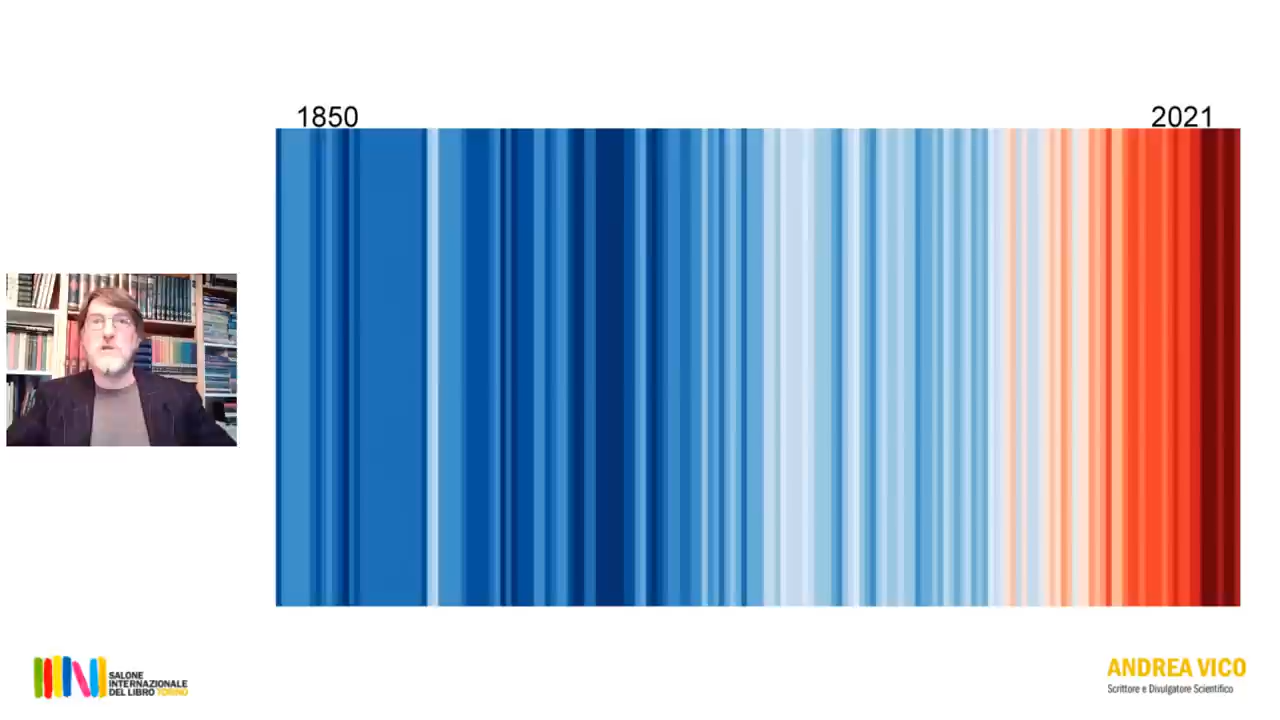 1850
2021
SALONE
INTERNAZIONALE
DEL LIBRO TORINO
ANDREA VICO
Scrittore e Divulgatore Scientifico